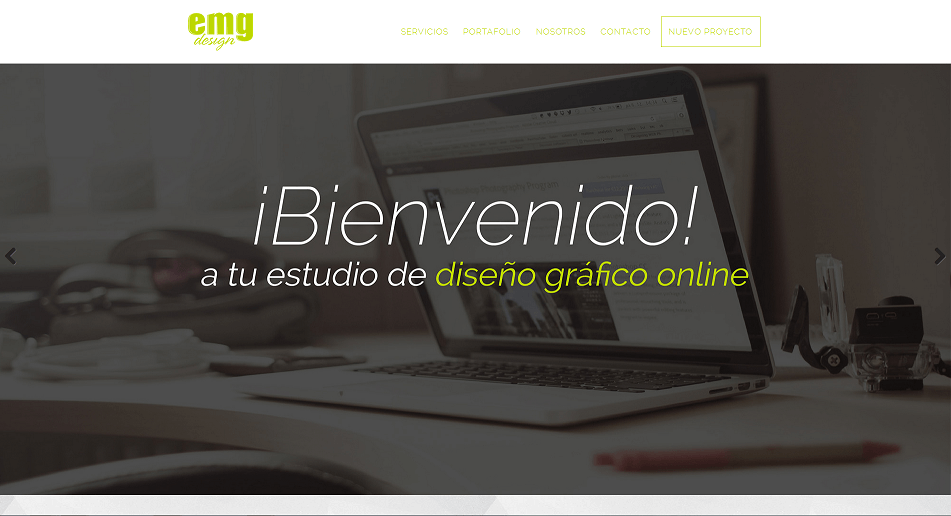 emg
design
SERVICIOS PORTAFOLIO NOSOTROS CONTACTO NUEVO PROYECTO
¡Bienvenido!
a tu estudio de diseño gráfico online